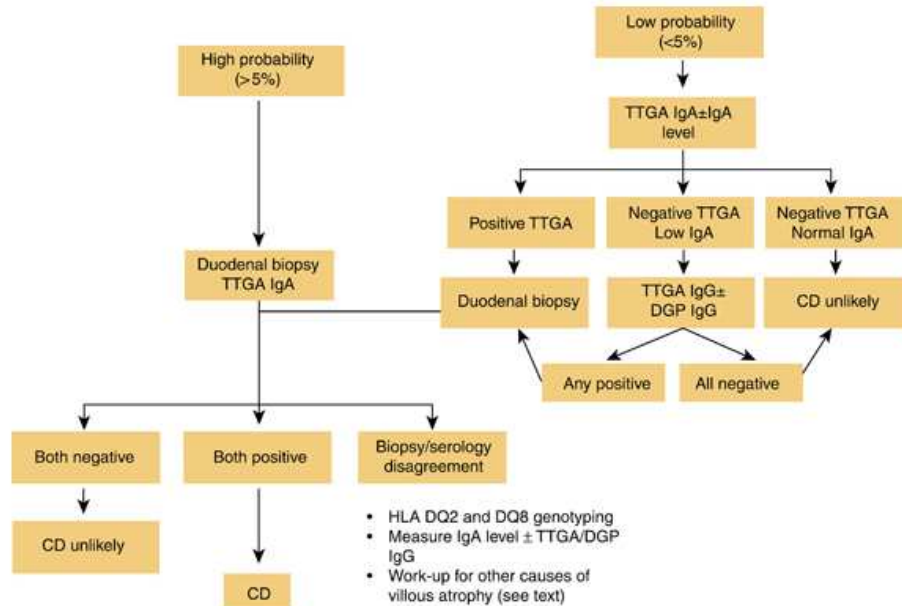 Low probability
(<5%)
High probability
(>5%)
TTGA IgA±IgA
level
Positive TTGA
Negative TTGA
Low IgA
Negative TTGA
Normal IgA
Duodenal biopsy
TTGA IgA
Duodenal biopsy
TTGA IgG±
DGP IgG
CD unlikely
Any positive
All negative
Both negative
Both positive
Biopsy/serology
disagreement
CD unlikely
CD
• HLA DQ2 and DQ8 genotyping
• Measure IgA level ± TTGA/DGP
IgG
• Work-up for other causes of
villous atrophy (see text)